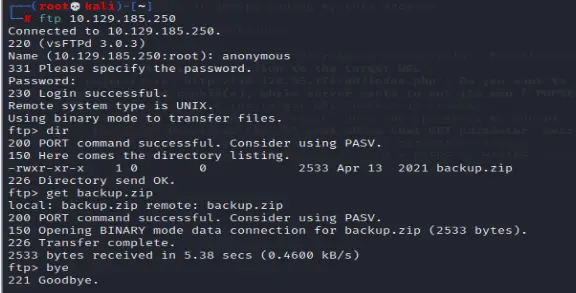 (root💀kali)-[~]
# ftp 10.129.185.250
Connected to 10.129.185.250.
220 (vsFTPd 3.0.3)
Name (10.129.185.250:root): anonymous
331 Please specify the password.
Password:
230 Login successful.
Remote system type is UNIX.
Using binary mode to transfer files.
ftp> dir
200 PORT command successful. Consider using PASV.
150 Here comes the directory listing.
-rwxr-xr-x    1 0        0            2533 Apr 13  2021 backup.zip
226 Directory send OK.
ftp> get backup.zip
local: backup.zip remote: backup.zip
200 PORT command successful. Consider using PASV.
150 Opening BINARY mode data connection for backup.zip (2533 bytes).
226 Transfer complete.
2533 bytes received in 5.38 secs (0.4600 kB/s)
ftp> bye
221 Goodbye.